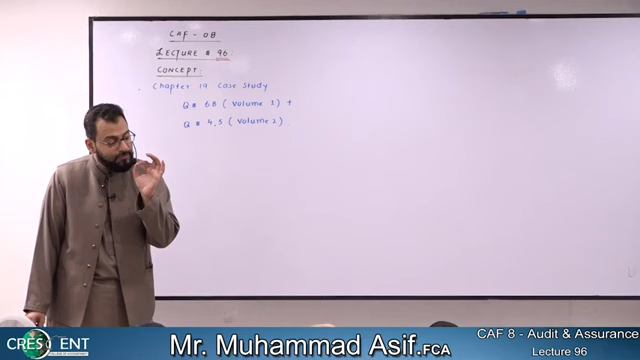 CAF - 08
LECTURE # 96
CONCEPT:
Chapter 19 Case Study
Q # 6B ( Volume 1 ) +
Q # 4,5 ( Volume 2 )
CRESCENT
Mr. Muhammad Asif.FCA
CAF 8 - Audit & Assurance
Lecture 96